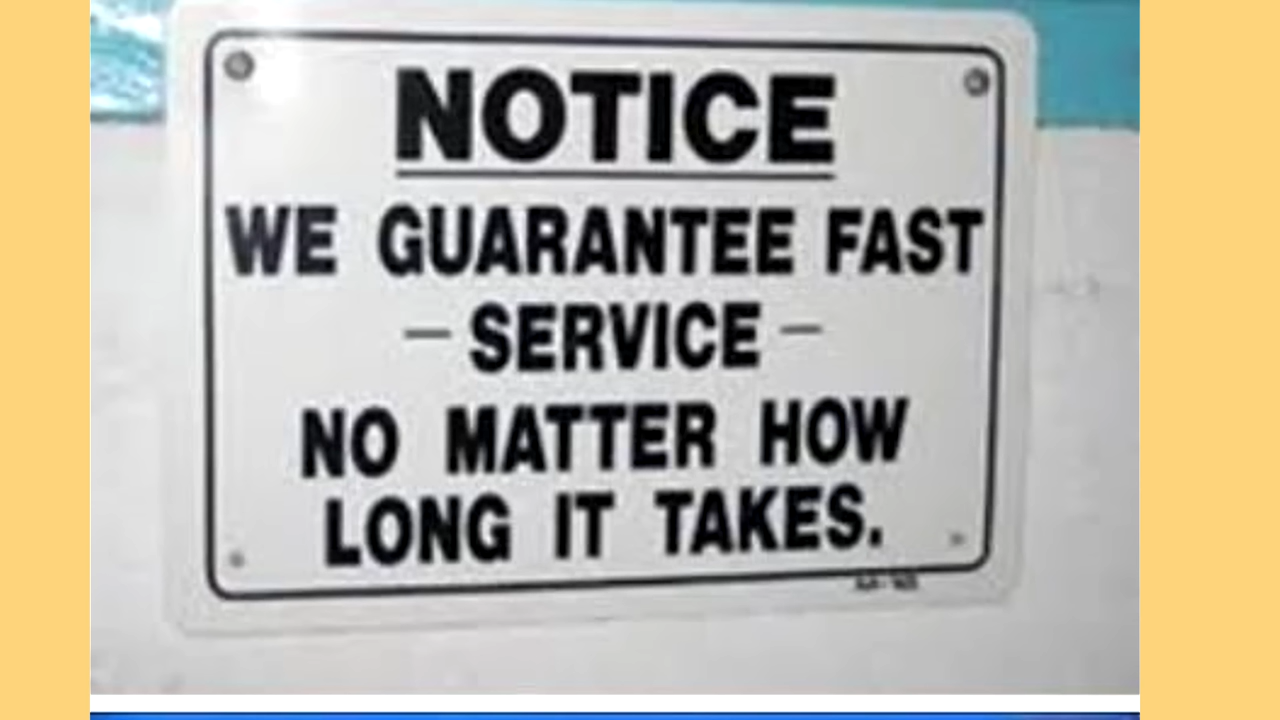 NOTICE
WE GUARANTEE FAST
– SERVICE –
NO MATTER HOW
LONG IT TAKES.